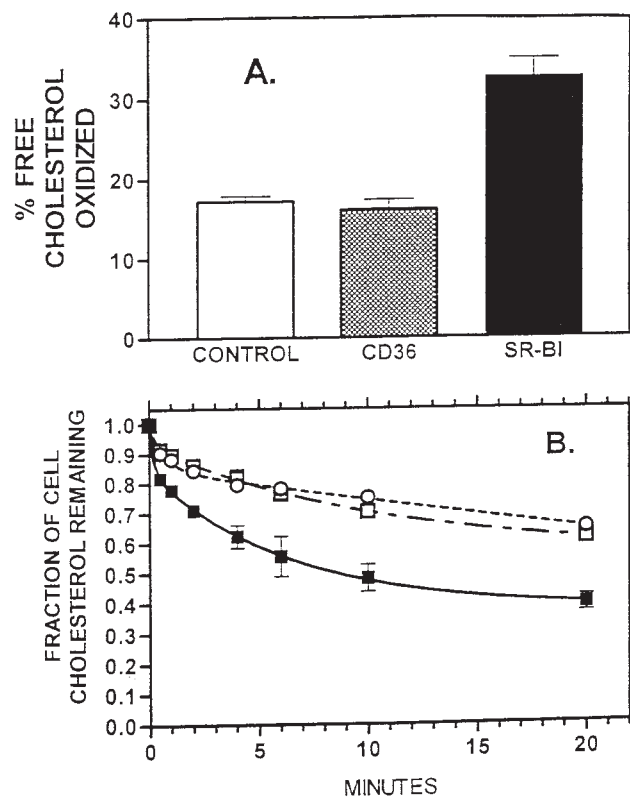 A.
% FREE
CHOLESTEROL
OXIDIZED
40
30
20
10
0
CONTROL CD36 SR-BI
B.
FRACTION OF CELL
CHOLESTEROL REMAINING
1.0
0.9
0.8
0.7
0.6
0.5
0.4
0.3
0.2
0.1
0.0
0 5 10 15 20
MINUTES